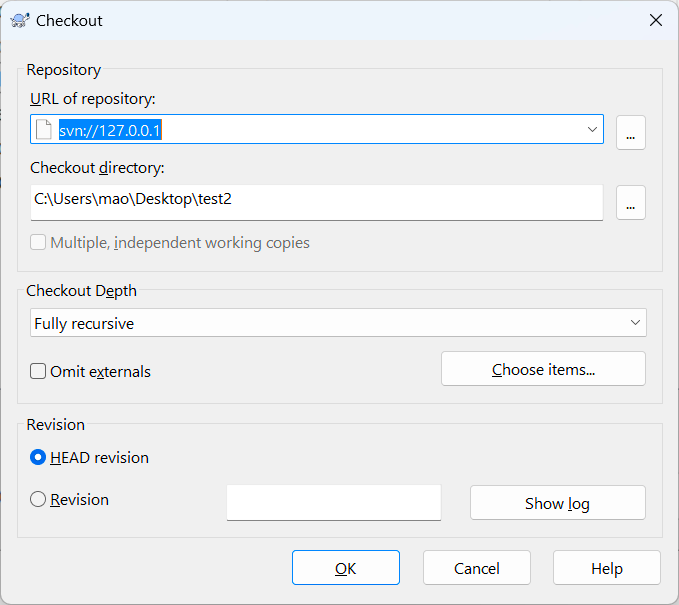 Checkout
Repository
URL of repository:
svn://127.0.0.1
...
Checkout directory:
C:\Users\mao\Desktop\test2
...
Multiple, independent working copies
Checkout Depth
Fully recursive
Omit externals
Choose items...
Revision
HEAD revision
Revision
Show log
OK
Cancel
Help